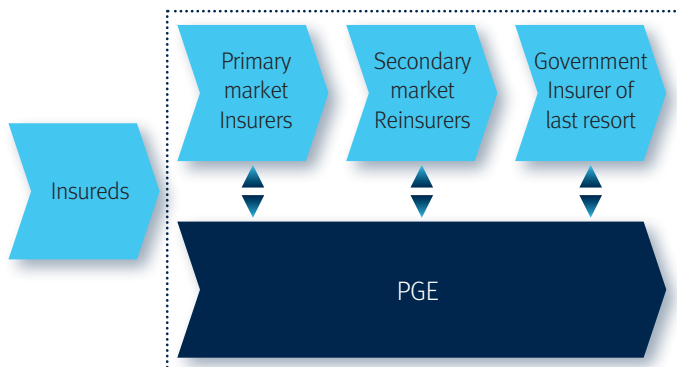 Insureds
Primary
market
Insurers
Secondary
market
Reinsurers
Government
Insurer of
last resort
PGE